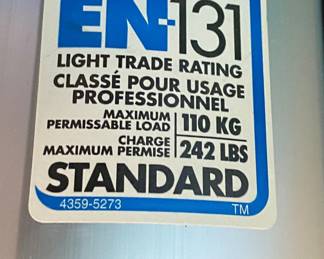 EN-131
LIGHT TRADE RATING
CLASSÉ POUR USAGE
PROFESSIONNEL
MAXIMUM
PERMISSABLE LOAD 110 KG
CHARGE
MAXIMUM PERMISE 242 LBS
STANDARD
4359-5273 TM